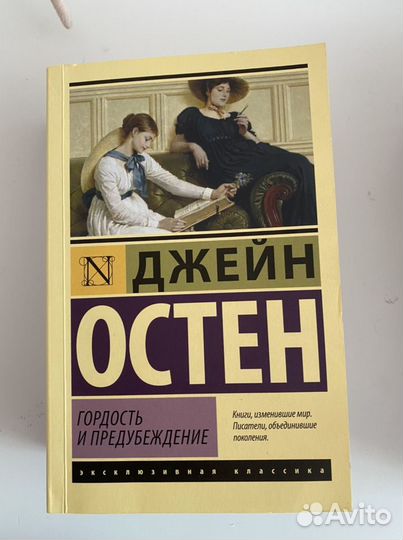 N
ДЖЕЙН
ОСТЕН
ГОРДОСТЬ
И ПРЕДУБЕЖДЕНИЕ
Книги, изменившие мир.
Писатели, объединившие
поколения.
эксклюзивная классика
Avito